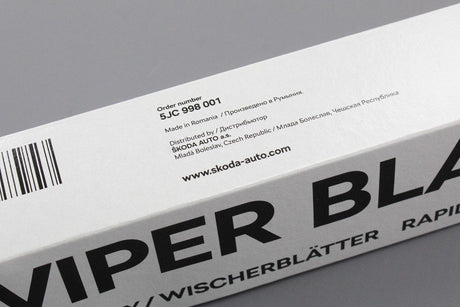 Order number
5JC 998 001
Made in Romania / Произведено в Румыния.
Distributed by / Дистрибьютор
ŠKODA AUTO a.s.
Mladá Boleslav, Czech Republic / Млада Болеслав, Чешская Республика
www.skoda-auto.com
VIPER BLA
/ WISCHERBLÄTTER RAPID